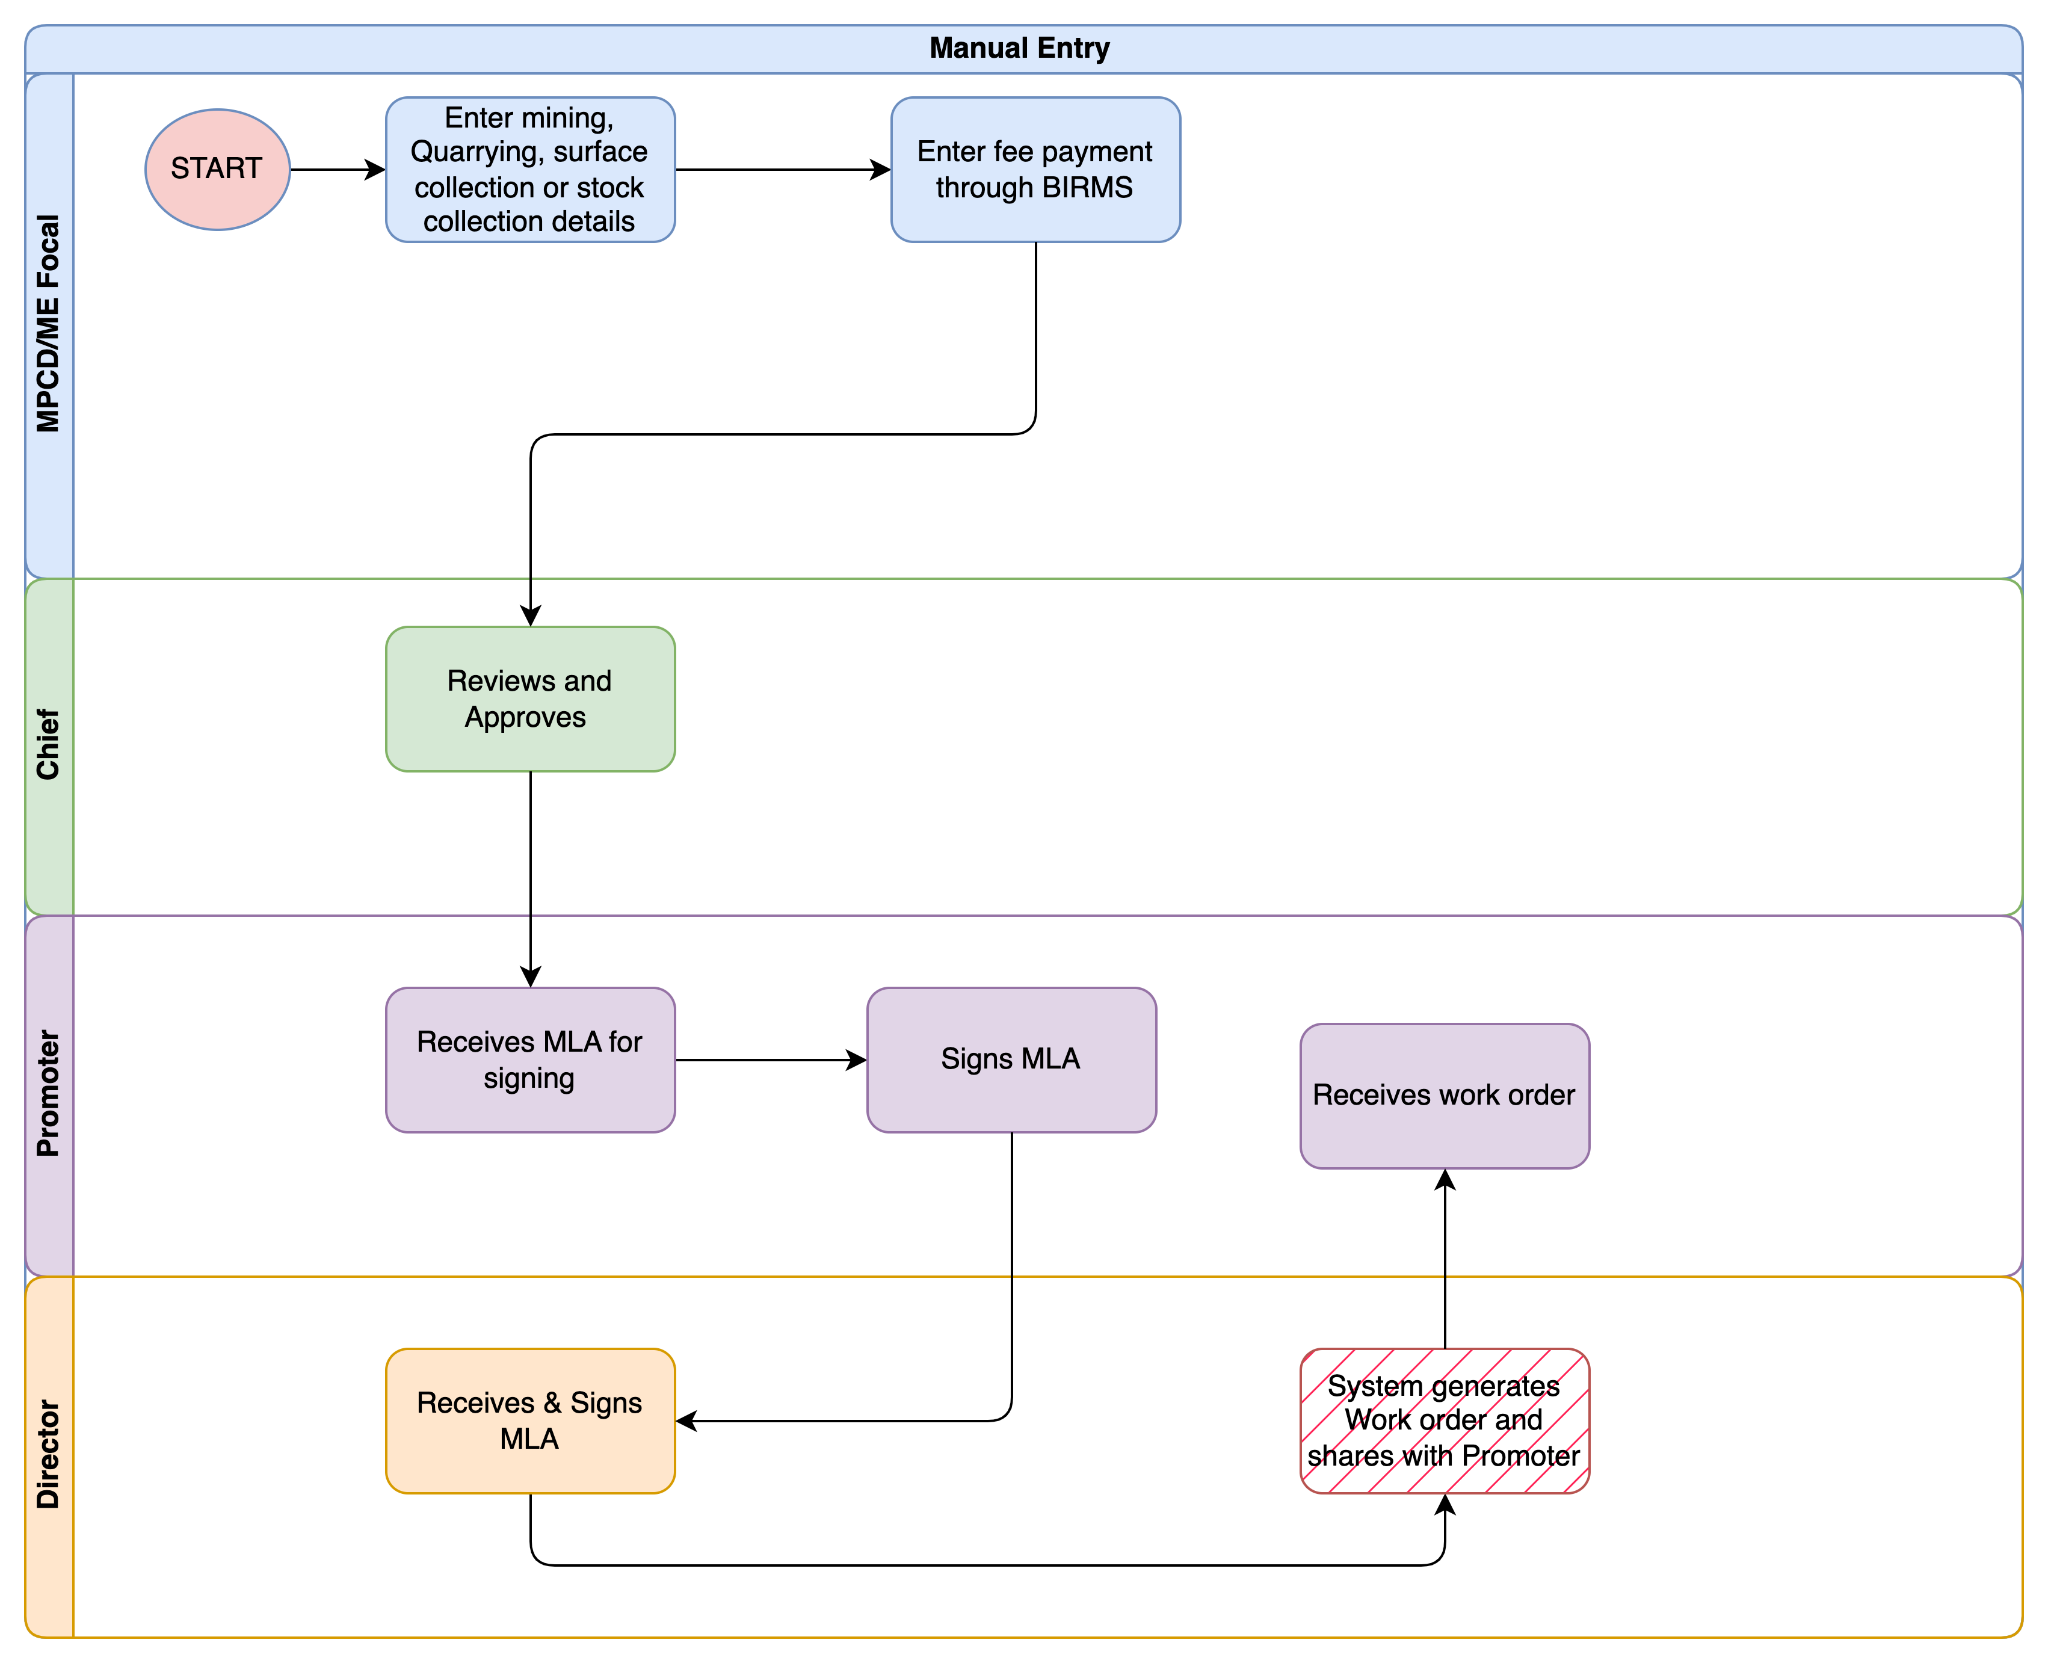 Manual Entry
MPCD/ME Focal
START
Enter mining,
Quarrying, surface
collection or stock
collection details
Enter fee payment
through BIRMS
Chief
Reviews and
Approves
Promoter
Receives MLA for
signing
Signs MLA
Receives work order
Director
Receives & Signs
MLA
System generates
Work order and
shares with Promoter